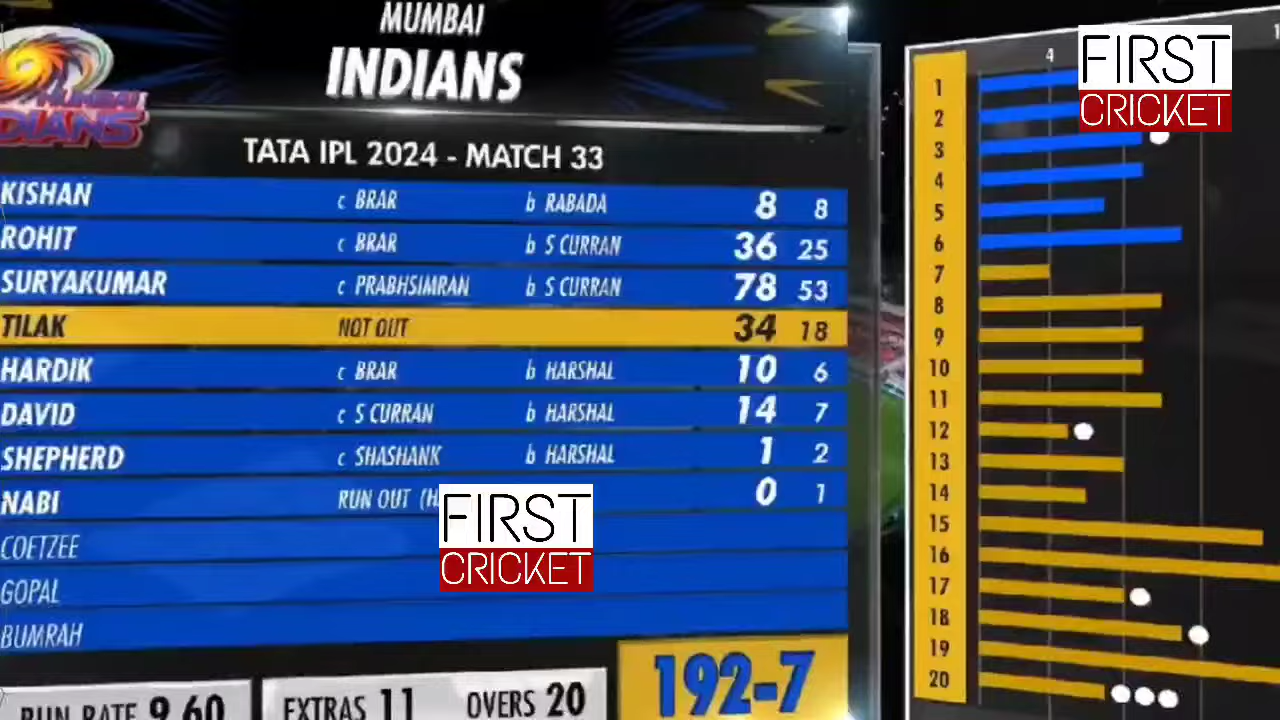 MUMBAI
INDIANS
MUMBAI
INDIANS
TATA IPL 2024 - MATCH 33
KISHAN c BRAR b RABADA 8 8
ROHIT c BRAR b S CURRAN 36 25
SURYAKUMAR c PRABHSIMRAN b S CURRAN 78 53
TILAK NOT OUT 34 18
HARDIK c BRAR b HARSHAL 10 6
DAVID c S CURRAN b HARSHAL 14 7
SHEPHERD c SHASHANK b HARSHAL 1 2
NABI RUN OUT 0 1
COETZEE
GOPAL
BUMRAH
RUN RATE 9.60 EXTRAS 11 OVERS 20 192-7
FIRST
CRICKET
4
FIRST
CRICKET
1
2
3
4
5
6
7
8
9
10
11
12
13
14
15
16
17
18
19
20